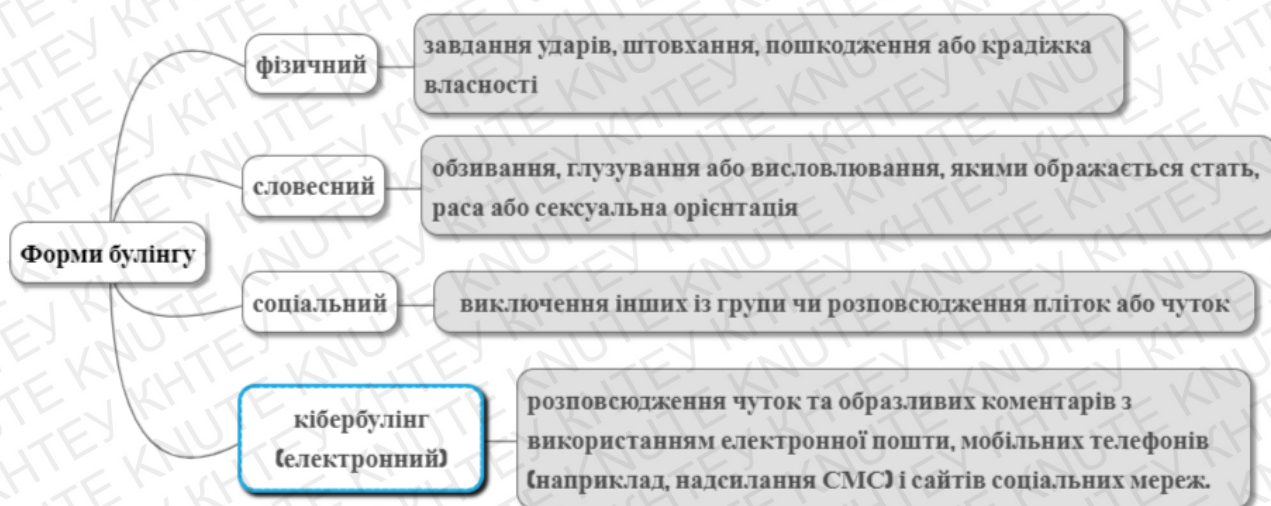 Форми булінгу
фізичний
завдання ударів, штовхання, пошкодження або крадіжка
власності
словесний
обзивання, глузування або висловлювання, якими ображається стать,
раса або сексуальна орієнтація
соціальний
виключення інших із групи чи розповсюдження пліток або чуток
кібербулінг
(електронний)
розповсюдження чуток та образливих коментарів з
використанням електронної пошти, мобільних телефонів
(наприклад, надсилання СМС) і сайтів соціальних мереж.
КНТЕУ KNUTE